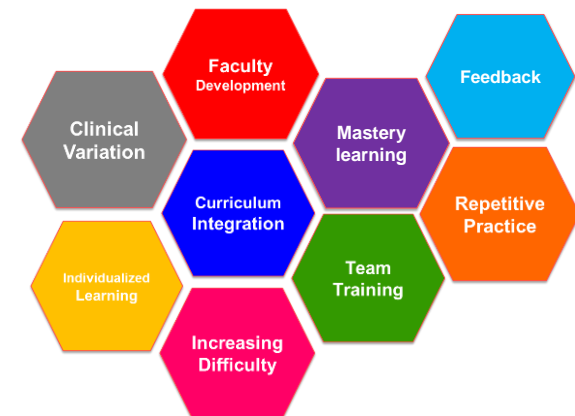 Faculty
Development
Feedback
Clinical
Variation
Mastery
learning
Curriculum
Integration
Repetitive
Practice
Individualized
Learning
Team
Training
Increasing
Difficulty